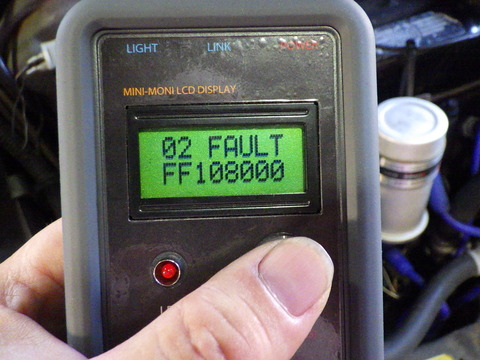 LIGHT LINK POWER
MINI-MONI LCD DISPLAY
02 FAULT
FF108000